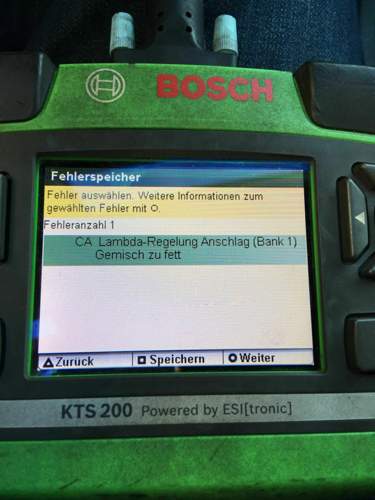 BOSCH
Fehlerspeicher
Fehler auswählen. Weitere Informationen zum
gewählten Fehler mit O.
Fehleranzahl 1
CA Lambda-Regelung Anschlag (Bank 1)
Gemisch zu fett
Zurück
Speichern
Weiter
KTS 200 Powered by ESI[tronic]